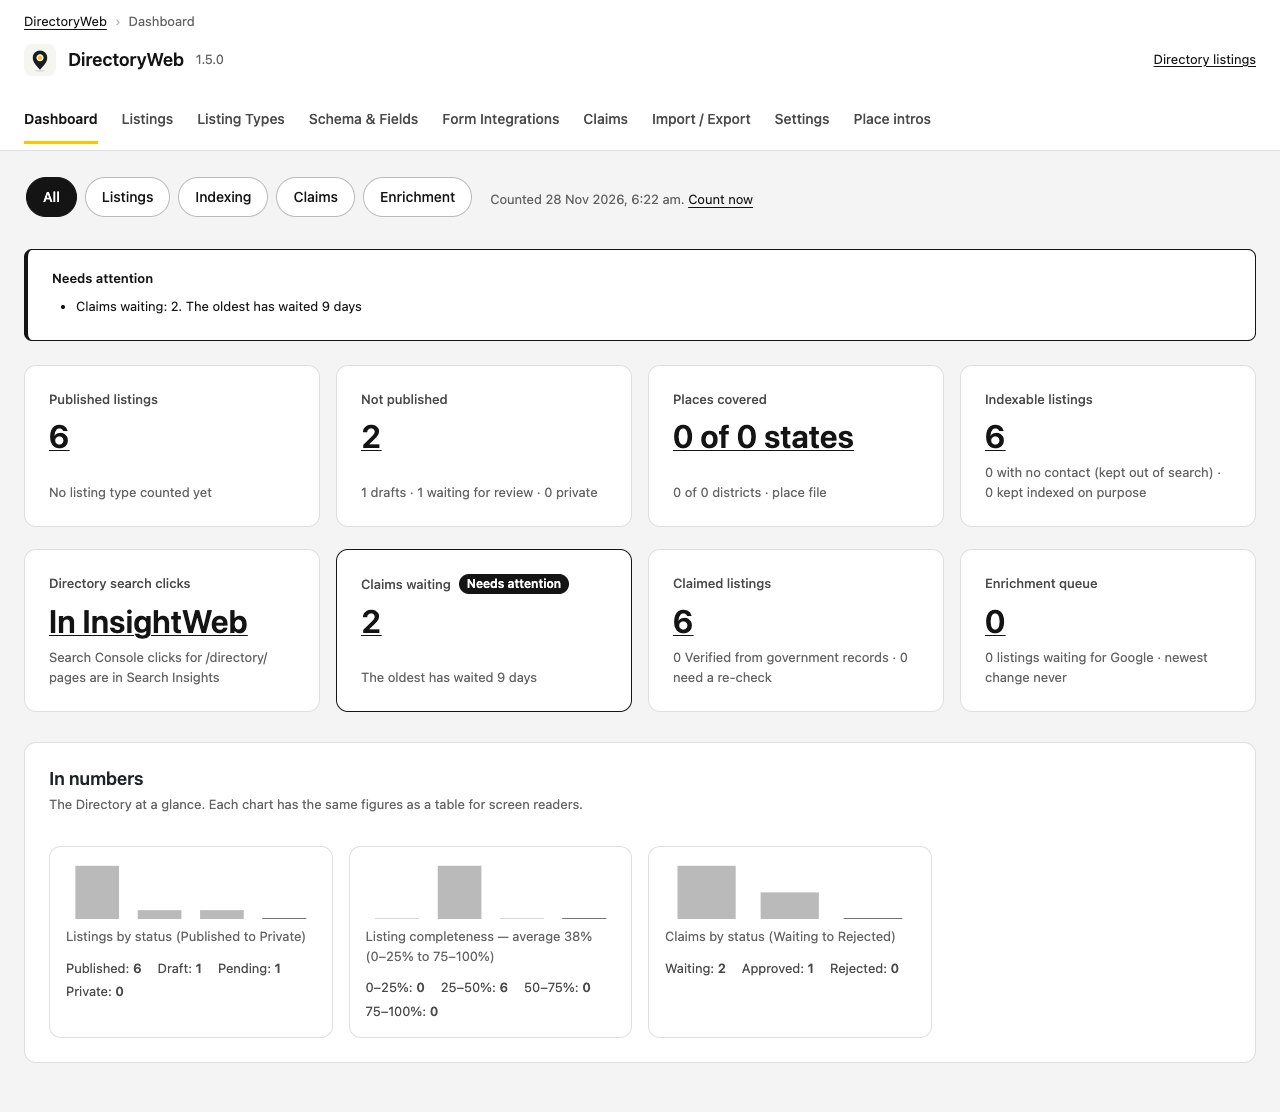 DirectoryWeb › Dashboard
DirectoryWeb 1.5.0
Directory listings
Dashboard Listings Listing Types Schema & Fields Form Integrations Claims Import / Export Settings Place intros
All Listings Indexing Claims Enrichment Counted 28 Nov 2026, 6:22 am. Count now
Needs attention
• Claims waiting: 2. The oldest has waited 9 days
Published listings
6
No listing type counted yet
Not published
2
1 drafts · 1 waiting for review · 0 private
Places covered
0 of 0 states
0 of 0 districts · place file
Indexable listings
6
0 with no contact (kept out of search) ·
0 kept indexed on purpose
Directory search clicks
In InsightWeb
Search Console clicks for /directory/
pages are in Search Insights
Claims waiting Needs attention
2
The oldest has waited 9 days
Claimed listings
6
0 Verified from government records · 0
need a re-check
Enrichment queue
0
0 listings waiting for Google · newest
change never
In numbers
The Directory at a glance. Each chart has the same figures as a table for screen readers.
Listings by status (Published to Private)
Published: 6 Draft: 1 Pending: 1
Private: 0
Listing completeness — average 38%
(0–25% to 75–100%)
0–25%: 0 25–50%: 6 50–75%: 0
75–100%: 0
Claims by status (Waiting to Rejected)
Waiting: 2 Approved: 1 Rejected: 0